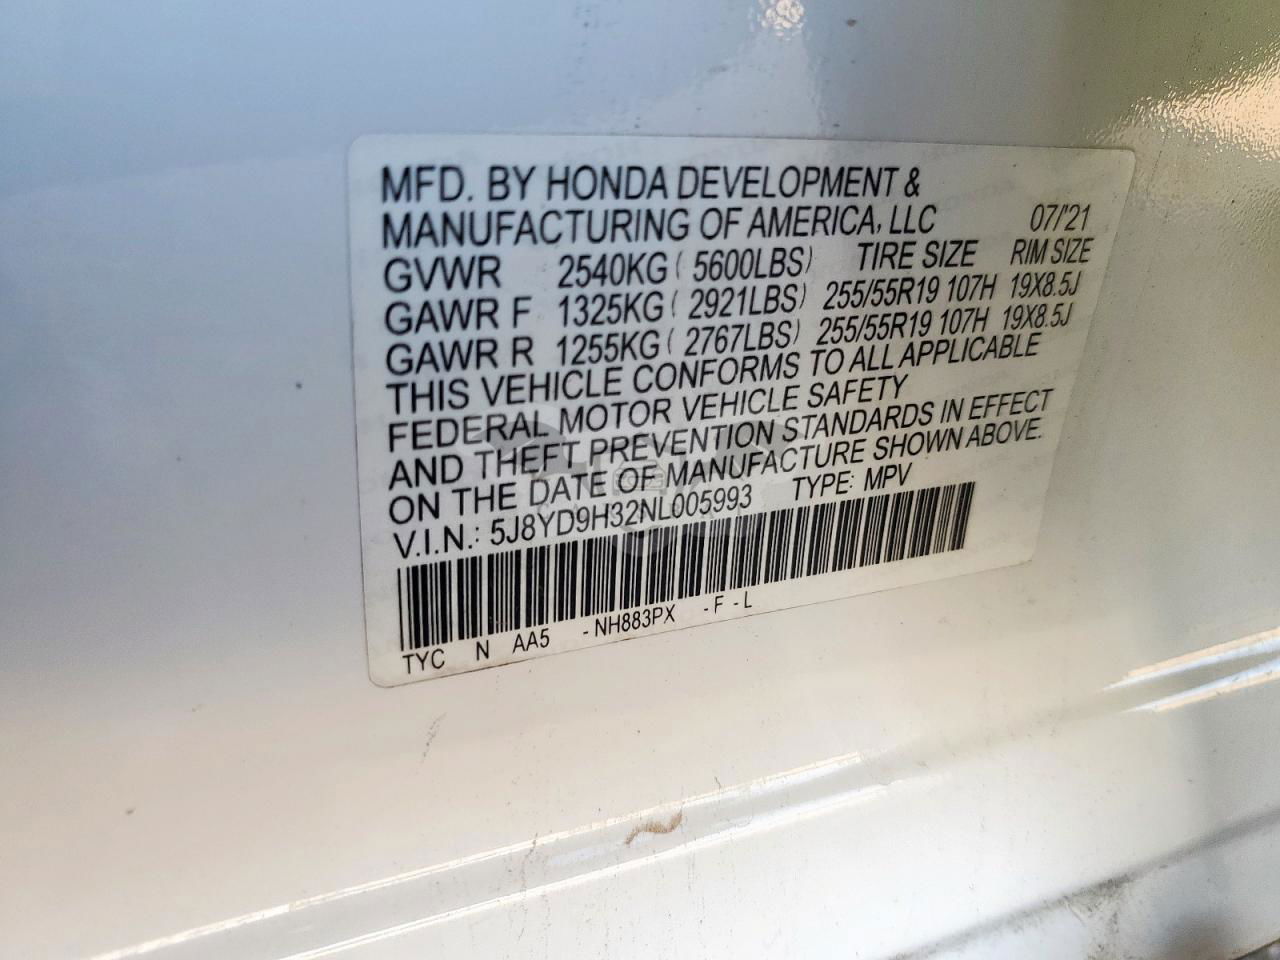 MFD. BY HONDA DEVELOPMENT &
MANUFACTURING OF AMERICA, LLC 07/'21
GVWR 2540KG ( 5600LBS) TIRE SIZE RIM SIZE
GAWR F 1325KG ( 2921LBS) 255/55R19 107H 19X8.5J
GAWR R 1255KG ( 2767LBS) 255/55R19 107H 19X8.5J
THIS VEHICLE CONFORMS TO ALL APPLICABLE
FEDERAL MOTOR VEHICLE SAFETY
AND THEFT PREVENTION STANDARDS IN EFFECT
ON THE DATE OF MANUFACTURE SHOWN ABOVE.
V.I.N.: 5J8YD9H32NL005993 TYPE: MPV
TYC N AA5 - NH883PX - F - L